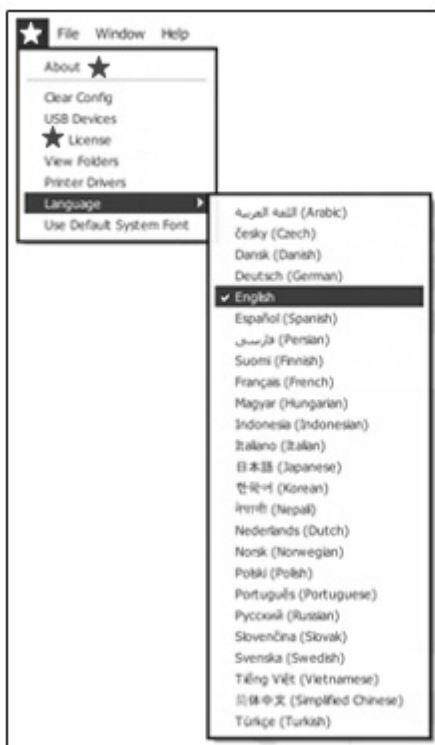 ★ File Window Help
About ★
Clear Config
USB Devices
★ License
View Folders
Printer Drivers
Language
Use Default System Font
اللغة العربية (Arabic)
česky (Czech)
Dansk (Danish)
Deutsch (German)
✔ English
Español (Spanish)
فارسی (Persian)
Suomi (Finnish)
Français (French)
Magyar (Hungarian)
Indonesia (Indonesian)
Italiano (Italian)
日本語 (Japanese)
한국어 (Korean)
नेपाली (Nepali)
Nederlands (Dutch)
Norsk (Norwegian)
Polski (Polish)
Português (Portuguese)
Русский (Russian)
Slovenčina (Slovak)
Svenska (Swedish)
Tiếng Việt (Vietnamese)
简体中文 (Simplified Chinese)
Türkçe (Turkish)